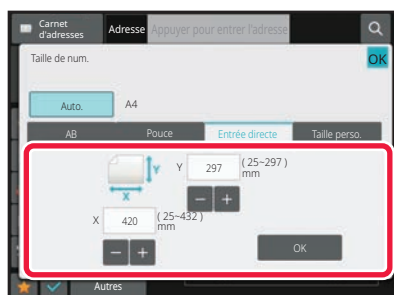 Carnet d'adresses
Adresse
Appuyer pour entrer l'adresse
Taille de num.
OK
Auto.
A4
AB
Pouce
Entrée directe
Taille perso.
Y
X
Y
297
( 25~297 )
mm
- +
X
420
( 25~432 )
mm
- +
OK
Autres